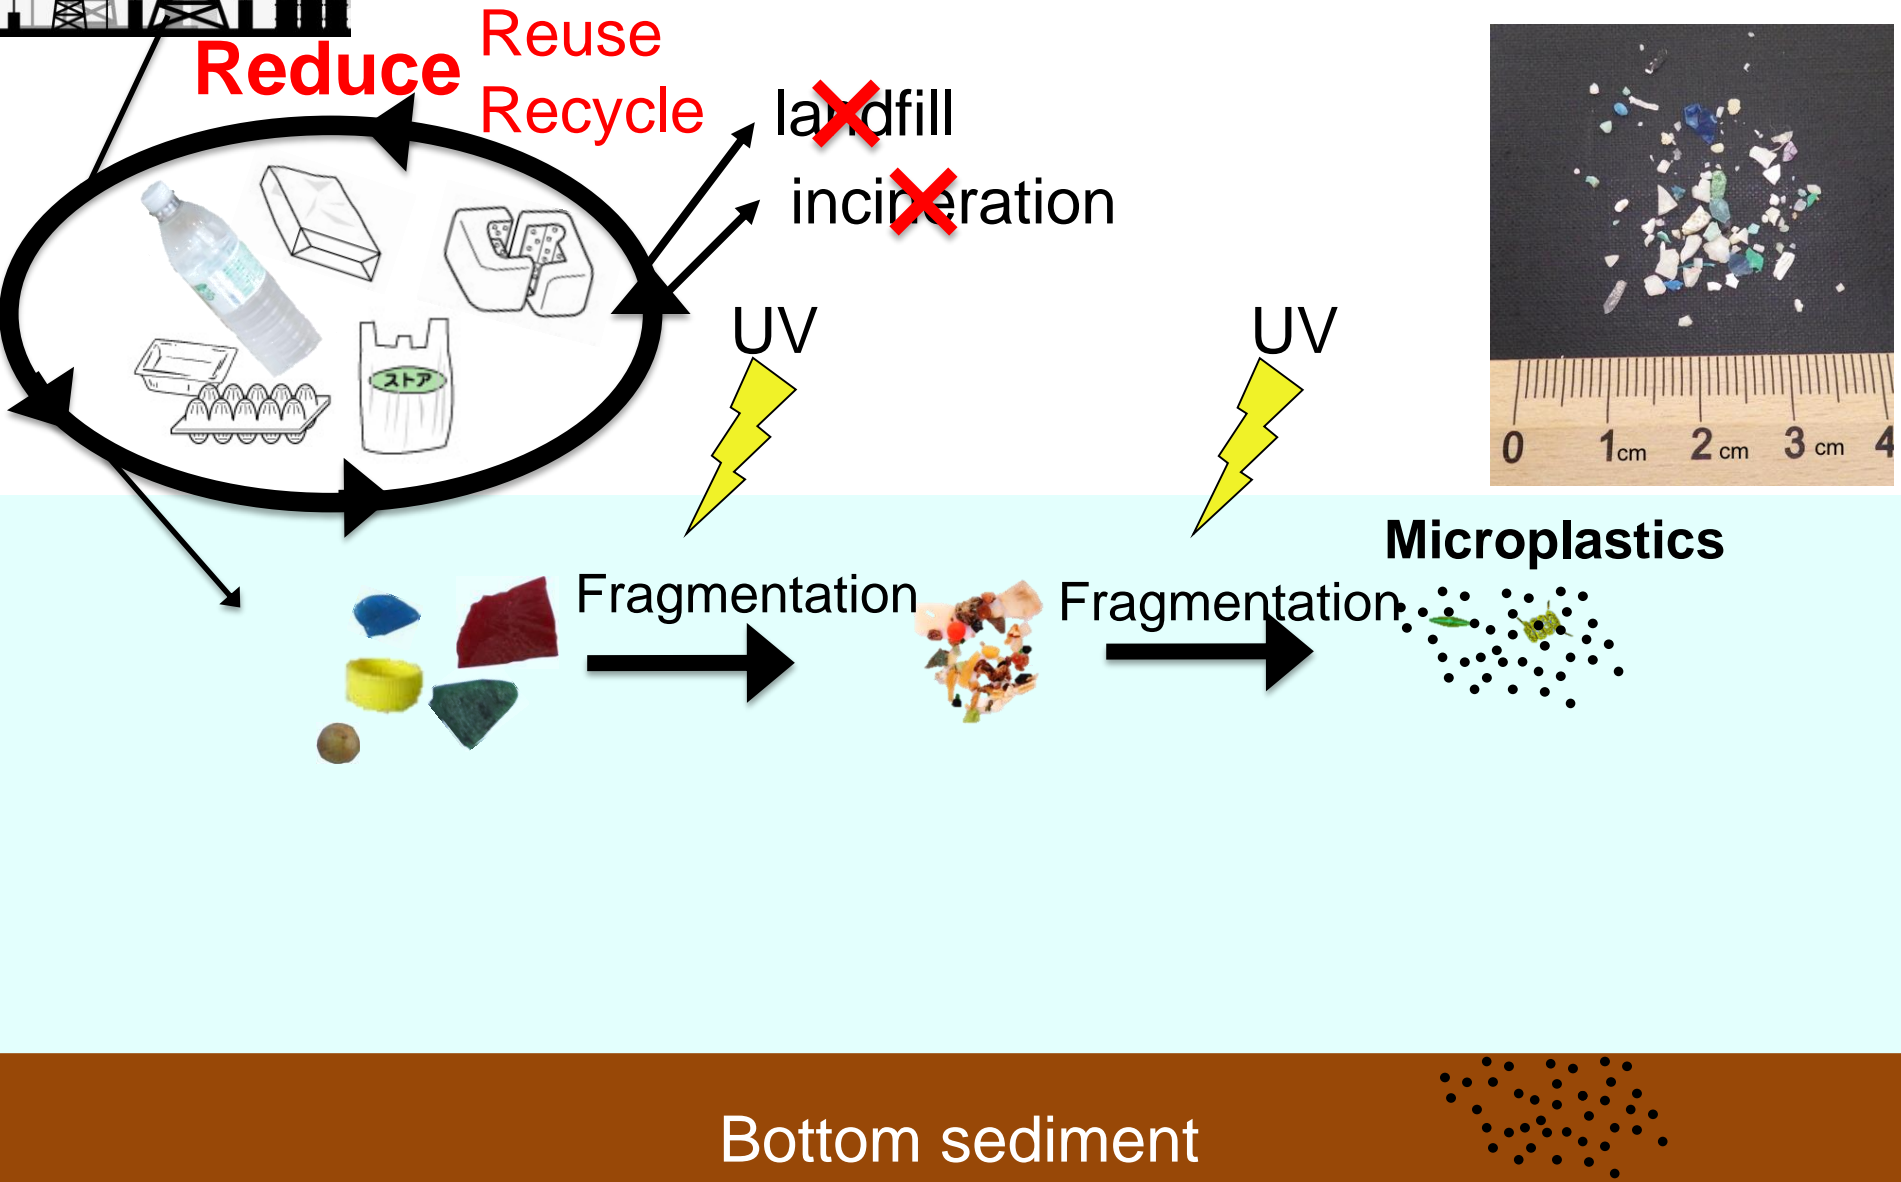 Reduce
Reuse
Recycle
landfill
incineration
ストア
UV
UV
0 1cm 2 cm 3 cm 4
Microplastics
Fragmentation
Fragmentation
Bottom sediment